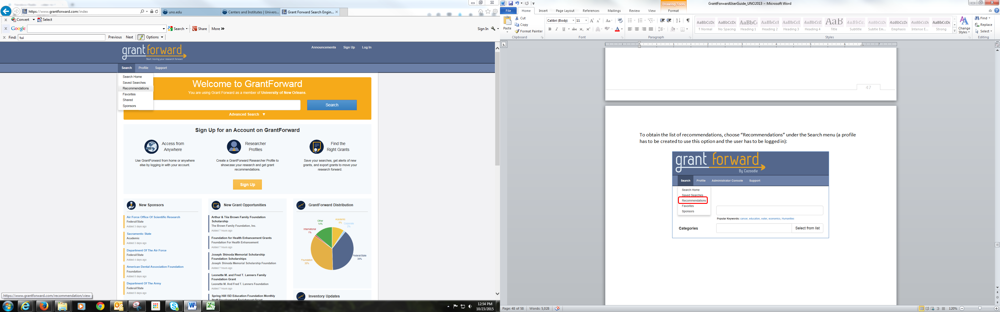 https://www.grantforward.com/index
uno.edu
Centers and Institutes | Univers...
Grant Forward Search Engin...
Convert
Select
Google
Search
Share
More »
Sign In
Find: tui
Previous Next
Options
grant forward
Start moving your research forward
Announcements Sign Up Log In
Search Profile Support
Search Home
Saved Searches
Recommendations
Favorites
Shared
Sponsors
Welcome to GrantForward
You are using Grant Forward as a member of University of New Orleans.
Search
Advanced Search ▼
Sign Up for an Account on GrantForward
Access from
Anywhere
Use GrantForward from home or anywhere
else by logging in with your account.
Researcher
Profiles
Create a GrantForward Researcher Profile to
showcase your research and get grant
recommendations.
Find the
Right Grants
Save your searches, get alerts of new
grants, and export grants to move your
research forward.
Sign Up
New Sponsors
Air Force Office Of Scientific Research
Federal/State
Added 3 days ago
Sacramento State
Academic
Added 3 days ago
Department Of The Air Force
Federal/State
Added 4 days ago
American Dental Association Foundation
Foundation
Added 8 days ago
Department Of The Army
Federal/State
Added 8 days ago
New Grant Opportunities
Arthur & Tiia Brown Family Foundation
Scholarship
The Brown Family Foundation, Inc.
Added 7 hours ago
Foundation for Health Enhancement Grants
Foundation For Health Enhancement
Added 7 hours ago
Joseph Shinoda Memorial Scholarship
Foundation Scholarships
Joseph Shinoda Memorial Scholarship Foundation
Added 7 hours ago
Leonette M. and Fred T. Lanners Family
Foundation Grant
Leonette M. And Fred T. Lanners Foundation
Added 7 hours ago
Spring Hill ISD Education Foundation Monthly
Staff Development Enrichment Grant
GrantForward Distribution
Other
14%
Academic
9%
Corporate
2%
International
1%
Foundation
36%
Federal/State
39%
Inventory Updates
https://www.grantforward.com/recommendation/view
12:54 PM
10/23/2015
Drawing Tools
GrantForwardUserGuide_UNO2013 - Microsoft Word
File Home Insert Page Layout References Mailings Review View Format
Paste
Cut
Copy
Format Painter
Clipboard
Calibri (Body) 11
Font
Paragraph
¶ Normal
No Spacing
Heading 1
Heading 2
Heading 3
Heading 4
Title
Subtitle
Subtle Em...
Emphasis
Intense E...
Strong
Styles
Change
Styles
Find
Replace
Select
Editing
47
To obtain the list of recommendations, choose “Recommendations” under the Search menu (a profile
has to be created to use this option and the user has to be logged in):
grant forward
By Cazoodle
Search Profile Administrator Console Support
Search Home
Saved Searches
Recommendations
Favorites
Sponsors
Popular Keywords: cancer, education, water, economics, Humanities
Categories
Select from list
Page: 48 of 58
Words: 5,028
120%